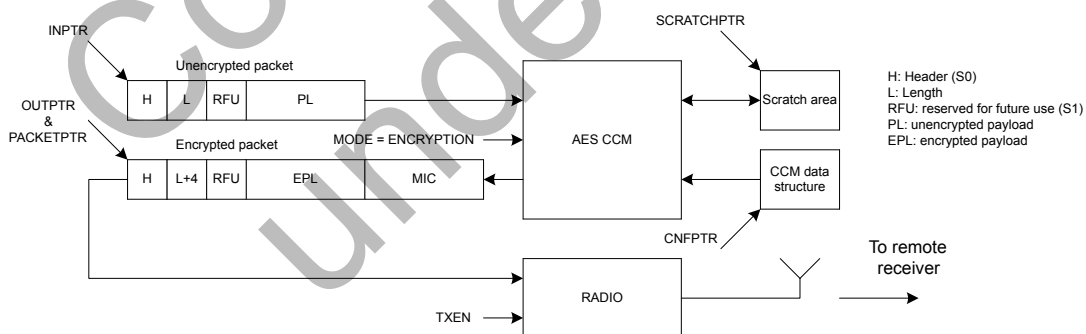 SCRATCHPTR
INPTR
Unencrypted packet
H L RFU PL
OUTPTR
&
PACKETPTR
Encrypted packet
H L+4 RFU EPL MIC
MODE = ENCRYPTION
AES CCM
Scratch area
CCM data
structure
CNFPTR
H: Header (S0)
L: Length
RFU: reserved for future use (S1)
PL: unencrypted payload
EPL: encrypted payload
To remote
receiver
RADIO
TXEN
Co
unde